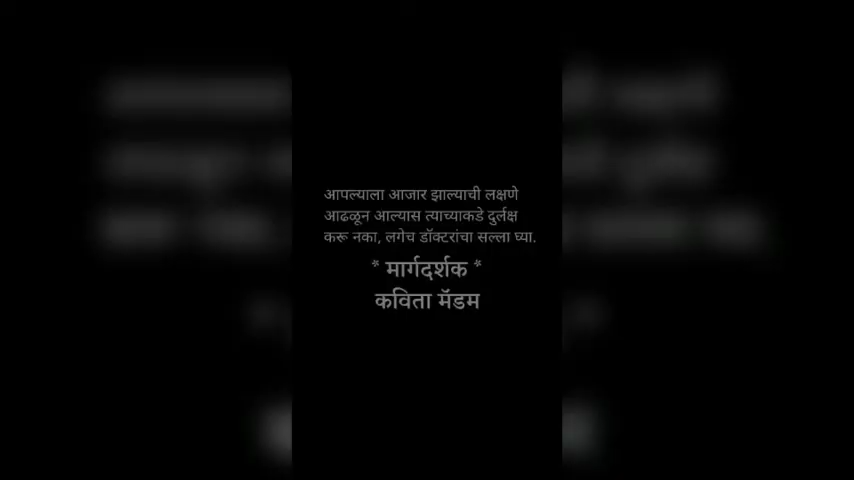 आपल्याला आजार झाल्याची लक्षणे
आढळून आल्यास त्याच्याकडे दुर्लक्ष
करू नका, लगेच डॉक्टरांचा सल्ला घ्या.
* मार्गदर्शक *
कविता मॅडम